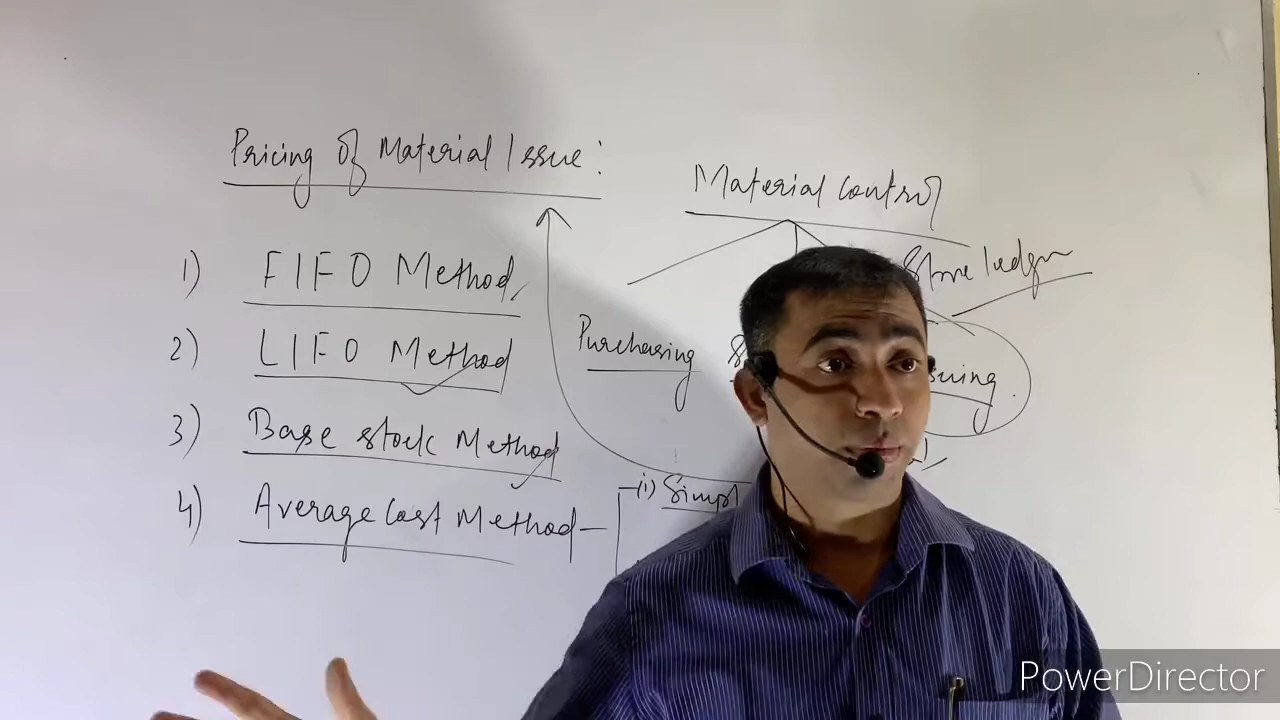 Pricing of Material Issue:
1) FIFO Method
2) LIFO Method
3) Base stock Method
4) Average Cost Method -
Material control
Store ledger
Purchasing
(i) Simpl
PowerDirector